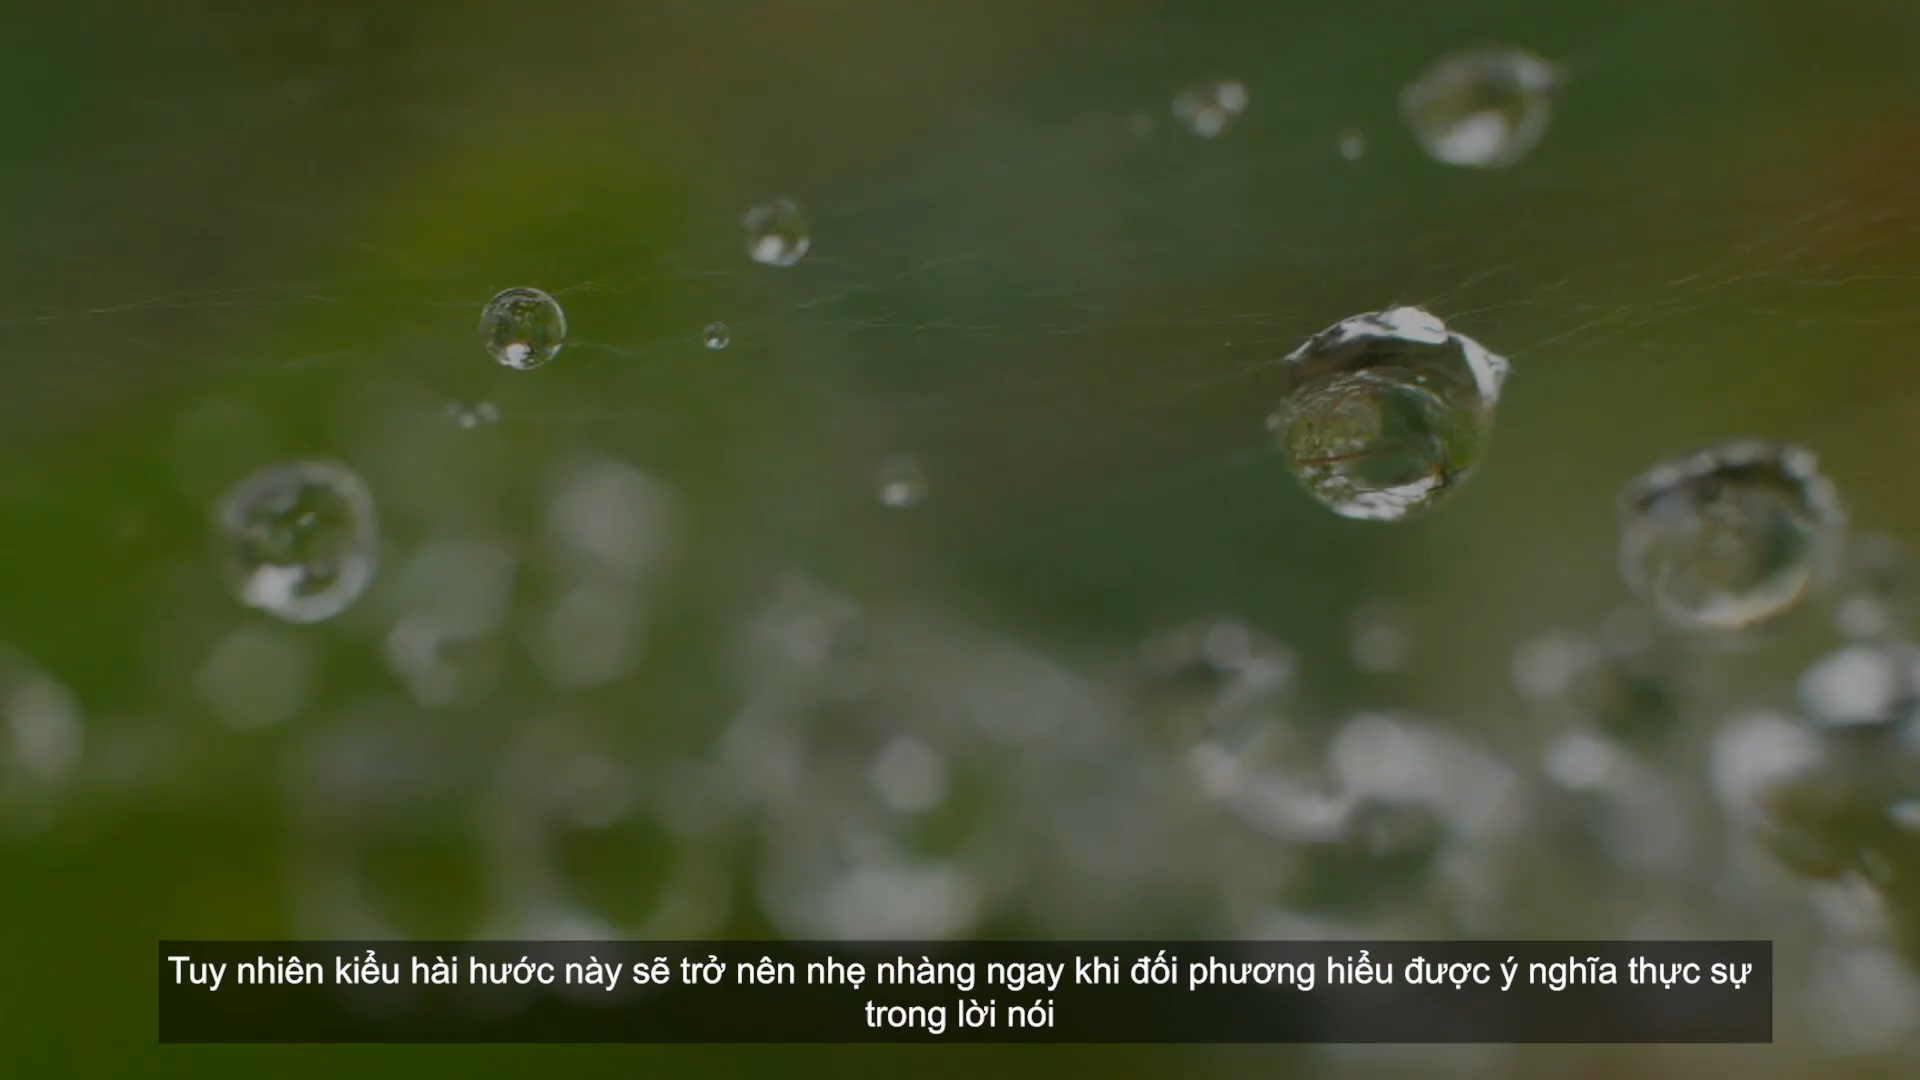 Tuy nhiên kiểu hài hước này sẽ trở nên nhẹ nhàng ngay khi đối phương hiểu được ý nghĩa thực sự
trong lời nói